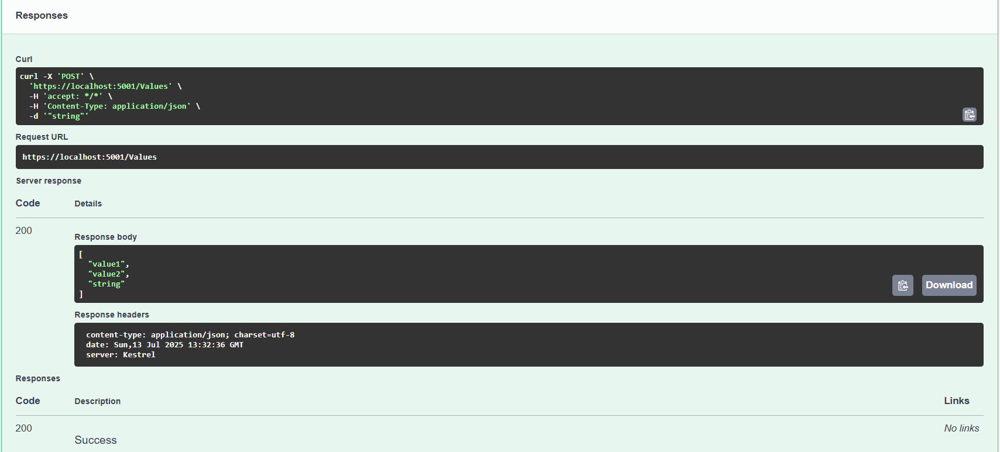 Responses
Curl
curl -X 'POST' \
'https://localhost:5001/Values' \
-H 'accept: */*' \
-H 'Content-Type: application/json' \
-d '"string"'
Request URL
https://localhost:5001/Values
Server response
Code Details
200
Response body
[
"value1",
"value2",
"string"
]
Download
Response headers
content-type: application/json; charset=utf-8
date: Sun,13 Jul 2025 13:32:36 GMT
server: Kestrel
Responses
Code Description Links
200 No links
Success